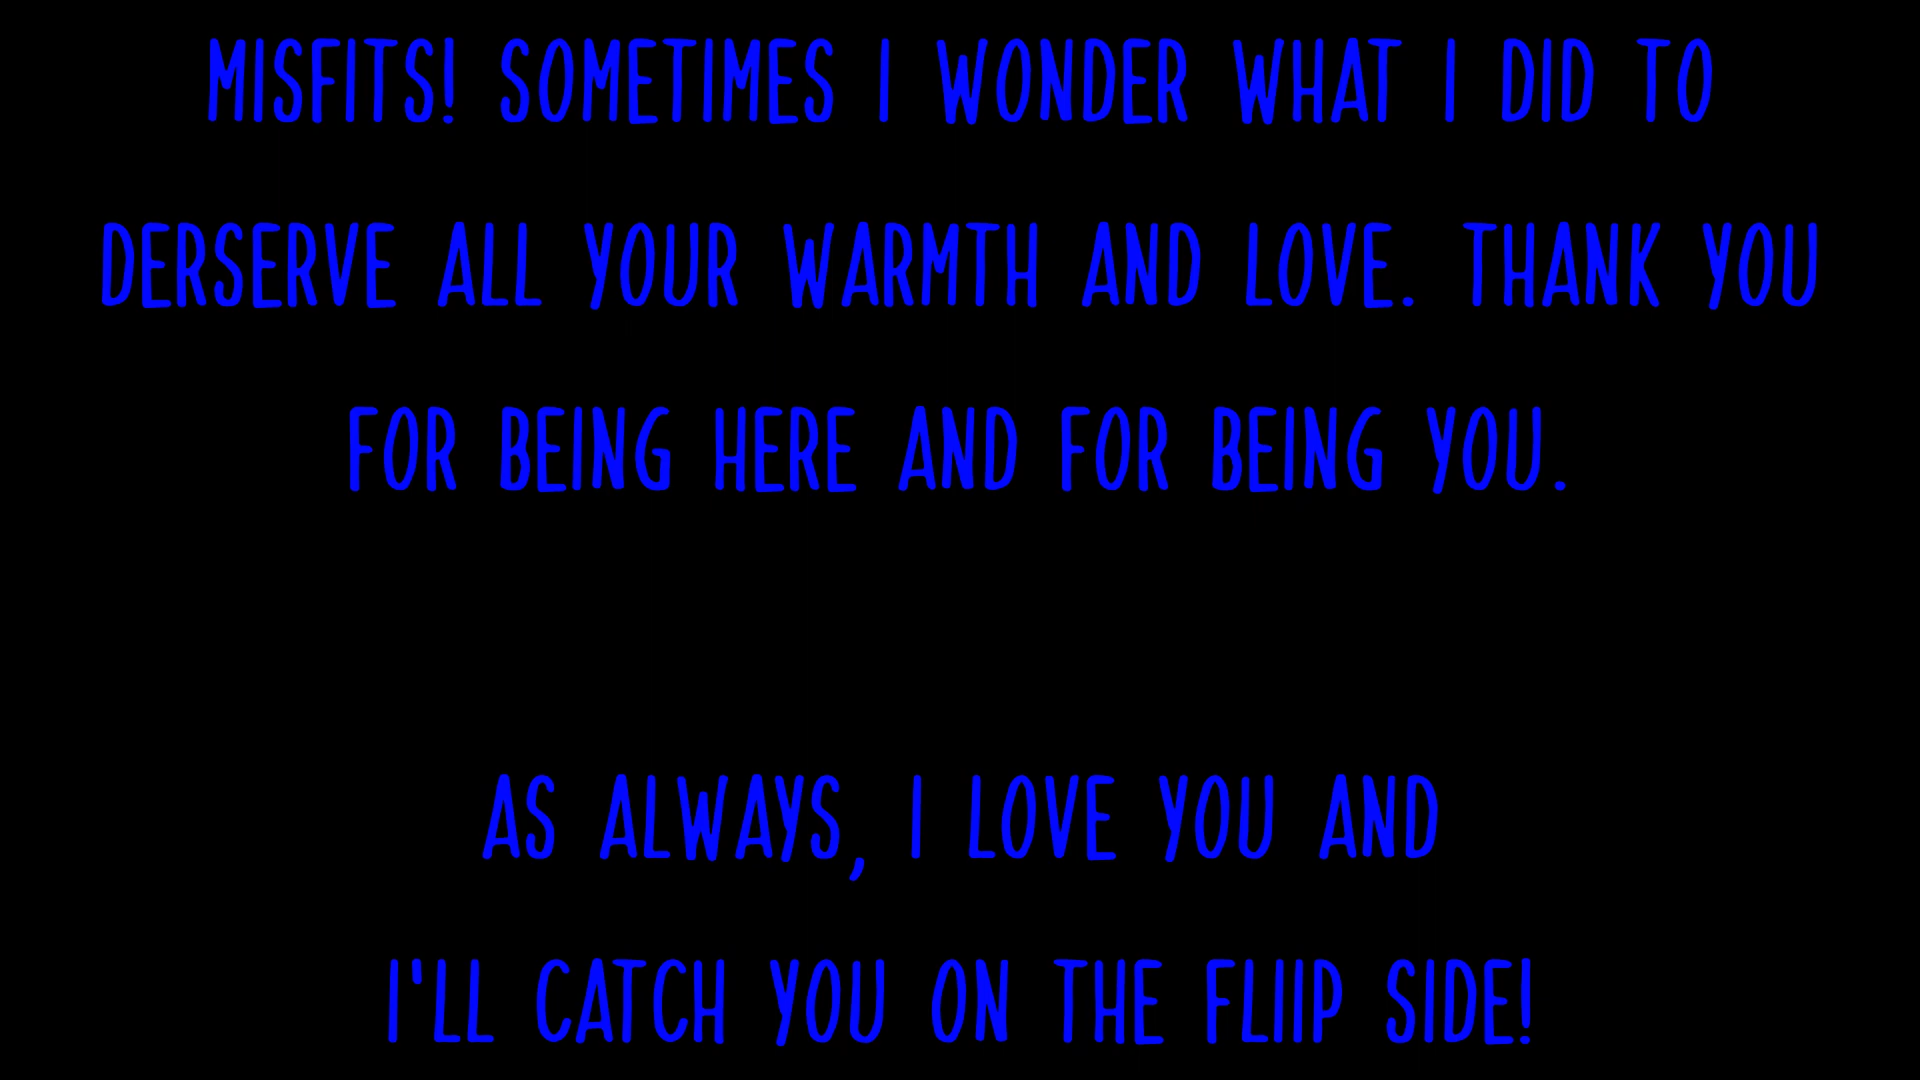 MISFITS! SOMETIMES I WONDER WHAT I DID TO
DERSERVE ALL YOUR WARMTH AND LOVE. THANK YOU
FOR BEING HERE AND FOR BEING YOU.
AS ALWAYS, I LOVE YOU AND
I'LL CATCH YOU ON THE FLIIP SIDE!